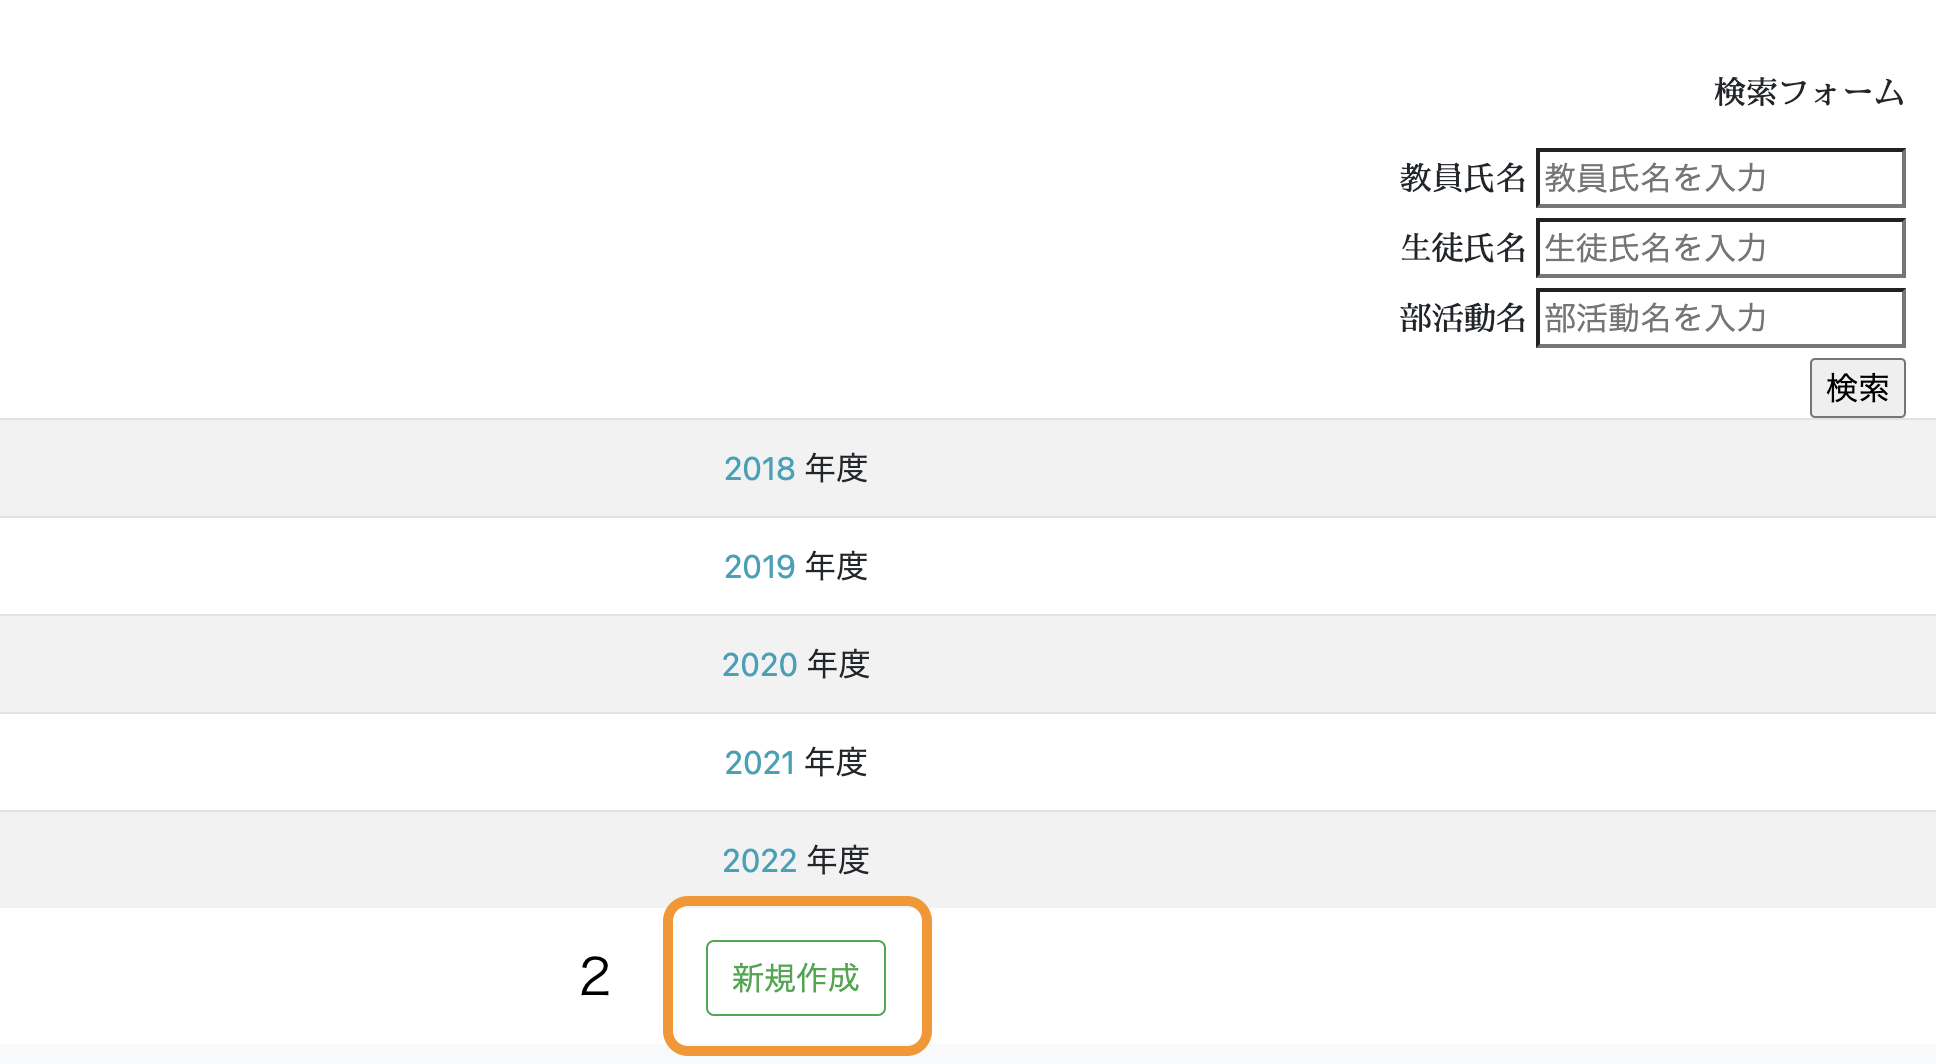 検索フォーム
教員氏名 教員氏名を入力
生徒氏名 生徒氏名を入力
部活動名 部活動名を入力
検索
2018 年度
2019 年度
2020 年度
2021 年度
2022 年度
2 新規作成